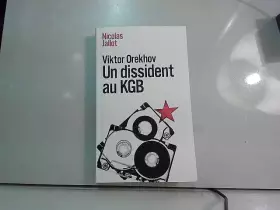 Nicolas
Jallot
Viktor Orekhov
Un dissident
au KGB